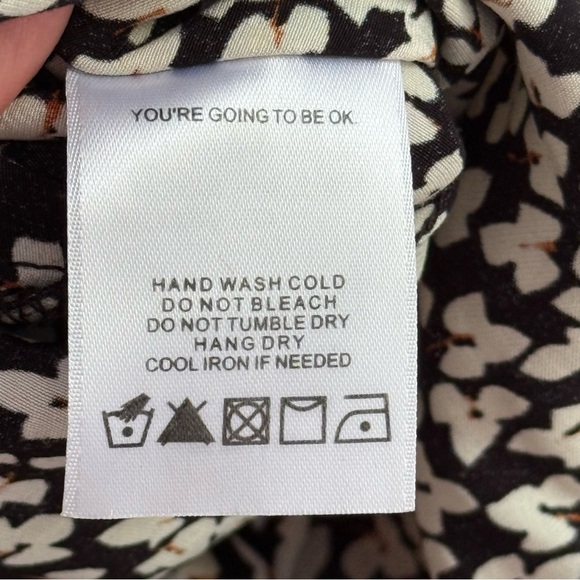 YOU'RE GOING TO BE OK.
HAND WASH COLD
DO NOT BLEACH
DO NOT TUMBLE DRY
HANG DRY
COOL IRON IF NEEDED